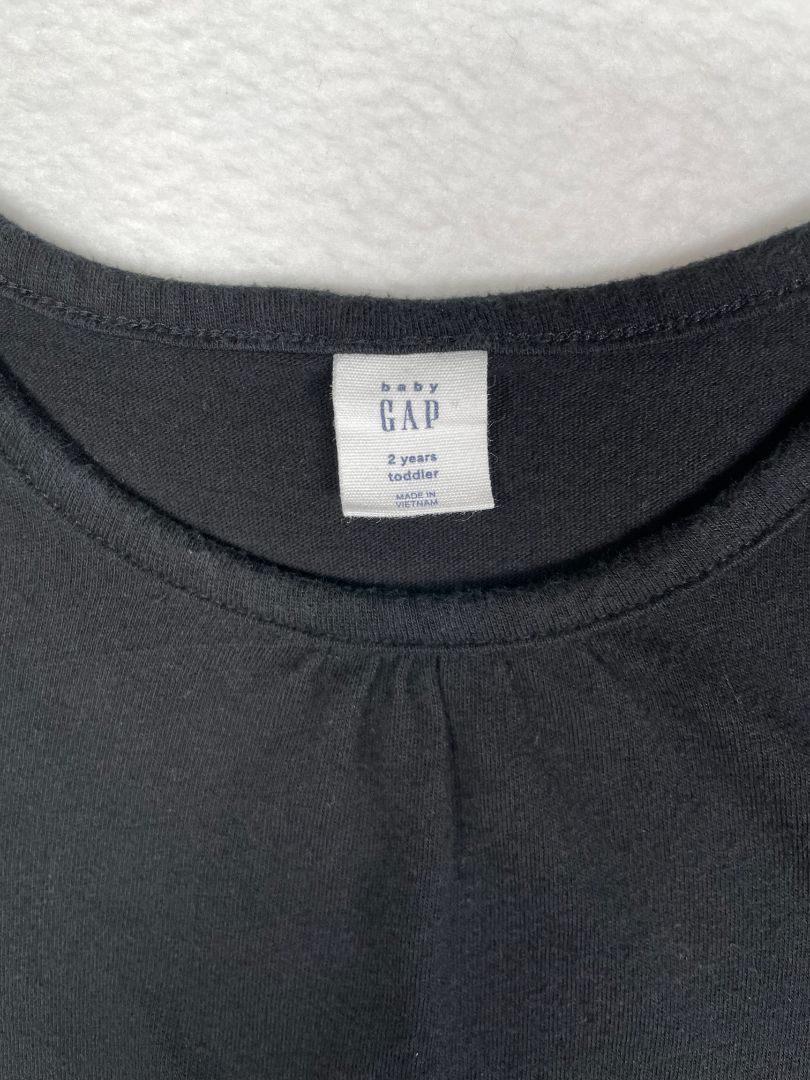 baby
GAP
2 years
toddler
MADE IN
VIETNAM